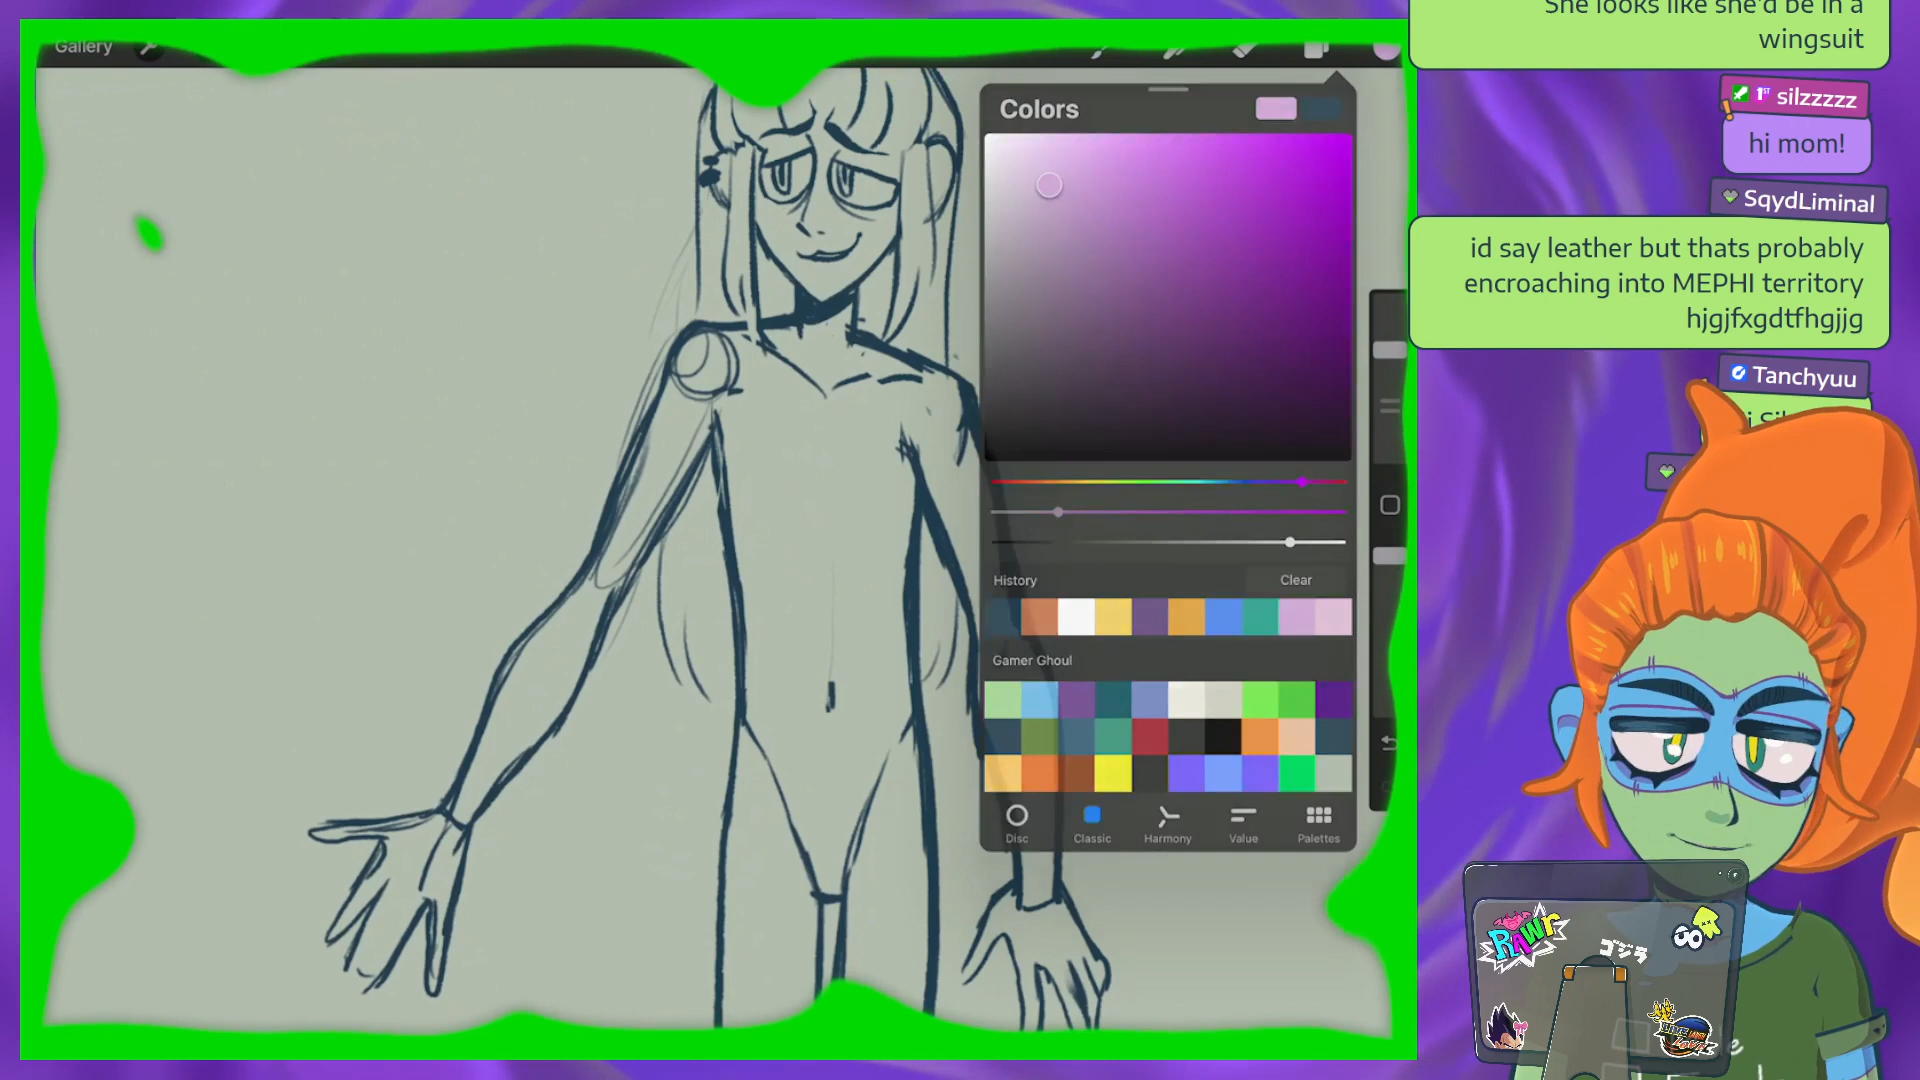 Gallery
Colors
History
Clear
Gamer Ghoul
Disc
Classic
Harmony
Value
Palettes
She looks like she'd be in a
wingsuit
1ST silzzzzz
hi mom!
SqydLiminal
id say leather but thats probably
encroaching into MEPHI territory
hjgjfxgdtfhgjjg
Tanchyuu
RAWr
ゴジラ